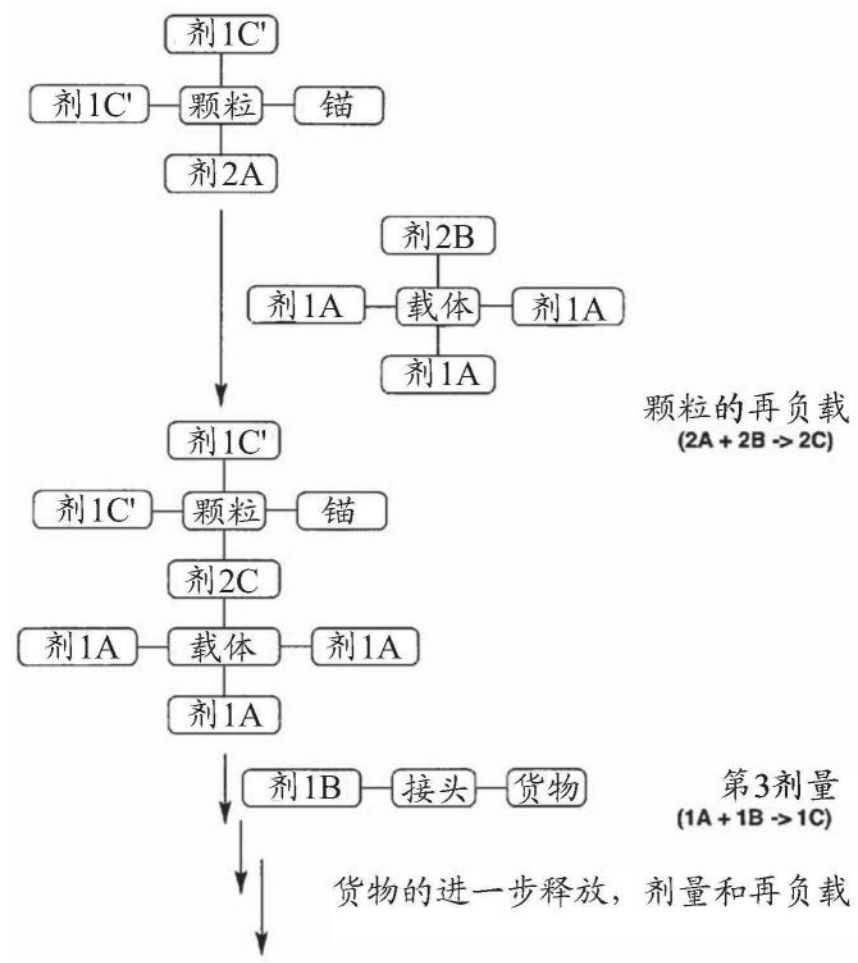 剂1C'
剂1C' 颗粒 锚
剂2A
剂2B
剂1A 载体 剂1A
剂1A
颗粒的再负载
(2A + 2B -> 2C)
剂1C'
剂1C' 颗粒 锚
剂2C
剂1A 载体 剂1A
剂1A
剂1B 接头 货物
第3剂量
(1A + 1B -> 1C)
货物的进一步释放，剂量和再负载